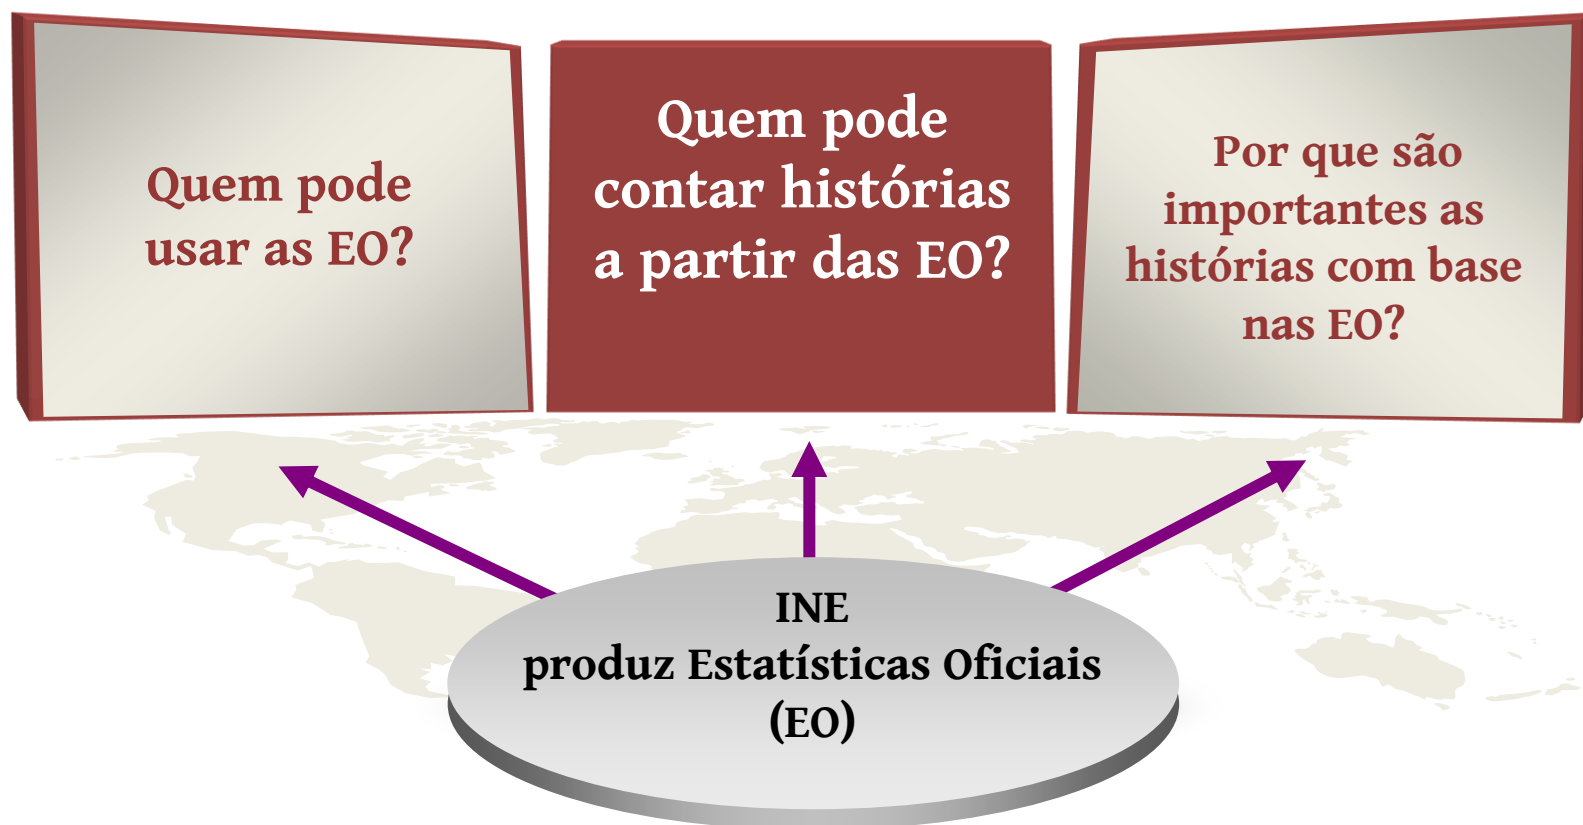 Quem pode
usar as EO?
Quem pode
contar histórias
a partir das EO?
Por que são
importantes as
histórias com base
nas EO?
INE
produz Estatísticas Oficiais
(EO)